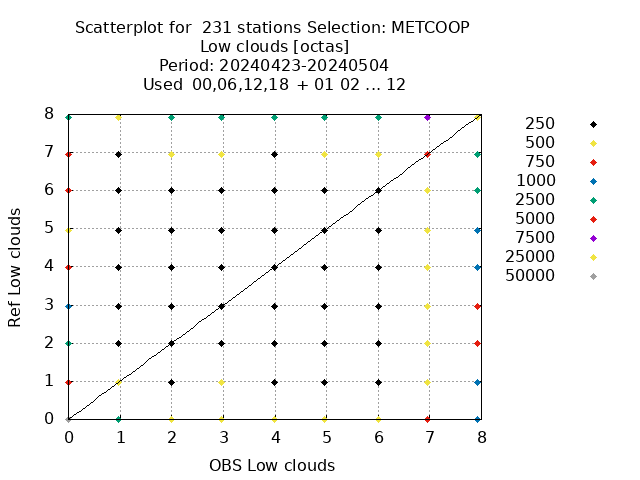 Scatterplot for  231 stations Selection: METCOOP
Low clouds [octas]
Period: 20240423-20240504
Used  00,06,12,18  + 01 02 ... 12
Ref Low clouds
8
7
6
5
4
3
2
1
0
0 1 2 3 4 5 6 7 8
OBS Low clouds
250
500
750
1000
2500
5000
7500
25000
50000